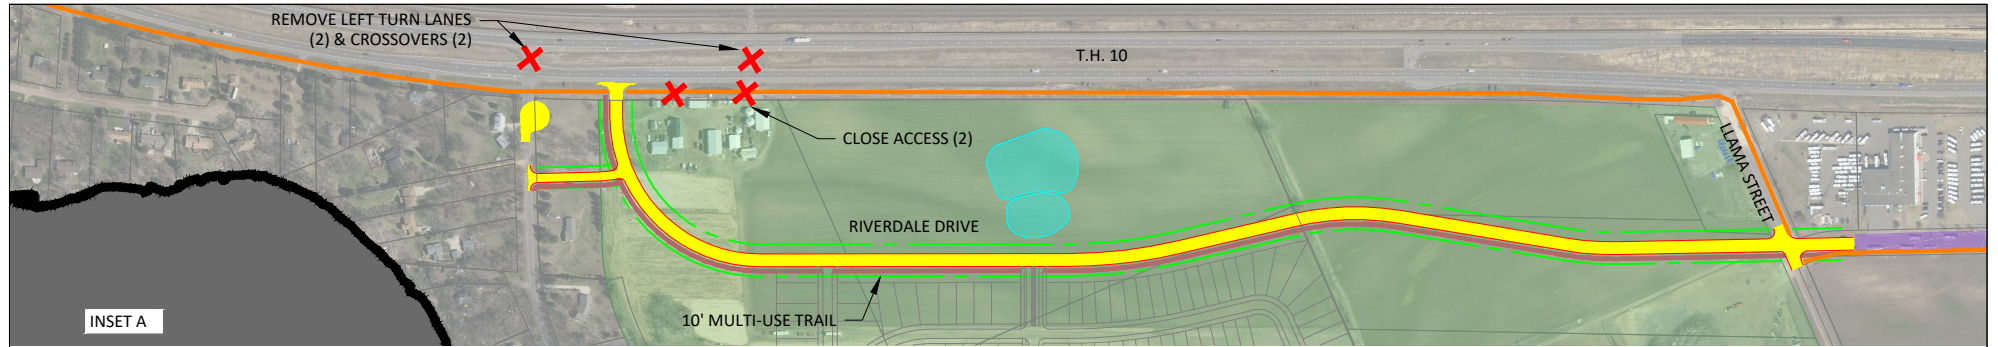 REMOVE LEFT TURN LANES
(2) & CROSSOVERS (2)
T.H. 10
CLOSE ACCESS (2)
LLAMA STREET
RIVERDALE DRIVE
10' MULTI-USE TRAIL
INSET A